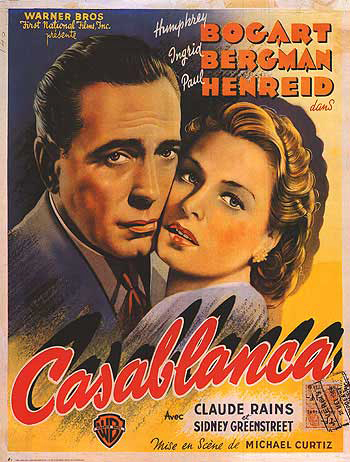 WARNER BROS
First National Films, Inc.
présente
Humphrey BOGART
Ingrid BERGMAN
Paul HENREID
dans
Casablanca
Avec CLAUDE RAINS
et
SIDNEY GREENSTREET
Mise en Scène de MICHAEL CURTIZ
WB